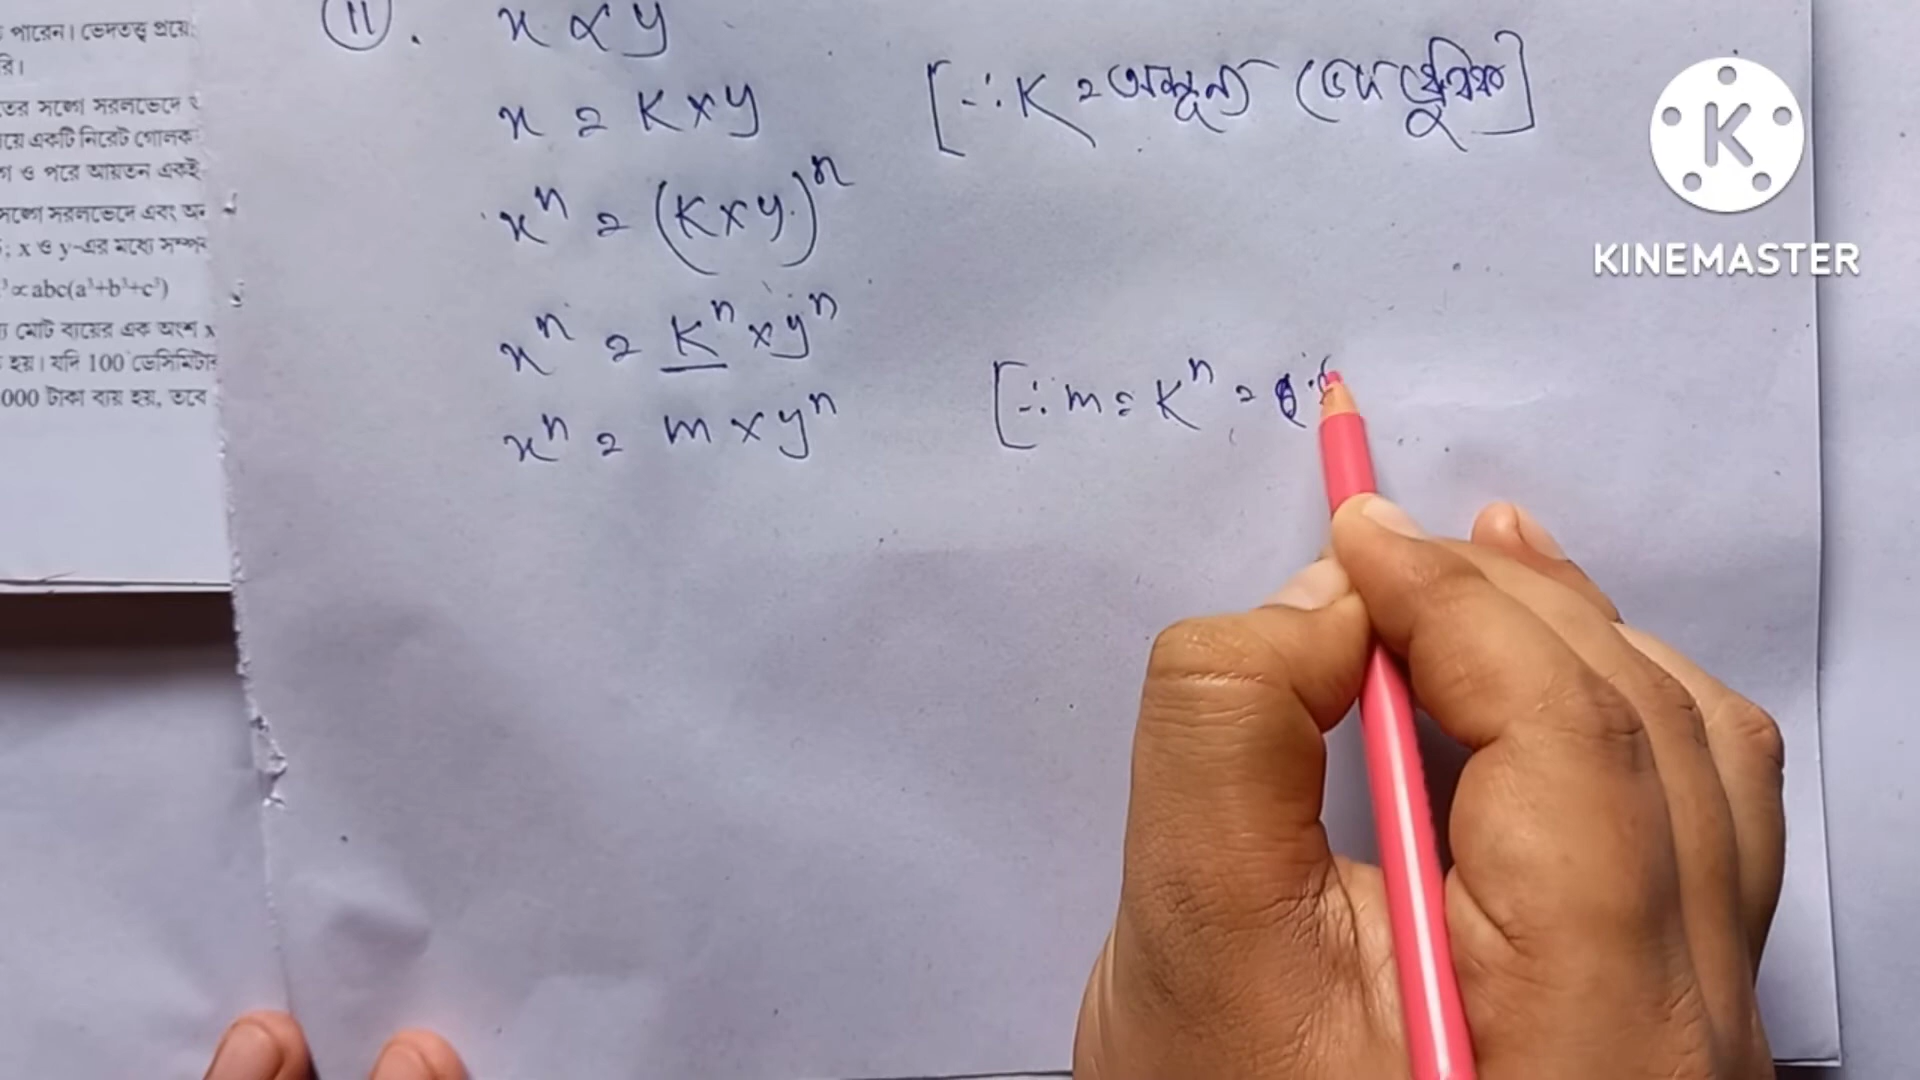 পারেন। ভেদতত্ত্ব প্রয়ে
রি।
তের সঙ্গে সরলভেদে
য়ে একটি নিরেট গোলক
ও পরে আয়তন একই
সঙ্গে সরলভেদে এবং
; x ও y-এর মধ্যে সম্পর্ক
∝abc(a³+b³+c³)
মোট ব্যয়ের এক অংশ x
হয়। যদি 100 ডেসিমিটার
000 টাকা ব্যয় হয়, তবে
11.
x ∝ y
x = K x y [∴ K = অশূন্য ভেদ ধ্রুবক]
xⁿ = (K x y)ⁿ
xⁿ = Kⁿ x yⁿ
xⁿ = m x yⁿ [∴ m = Kⁿ =
KINEMASTER